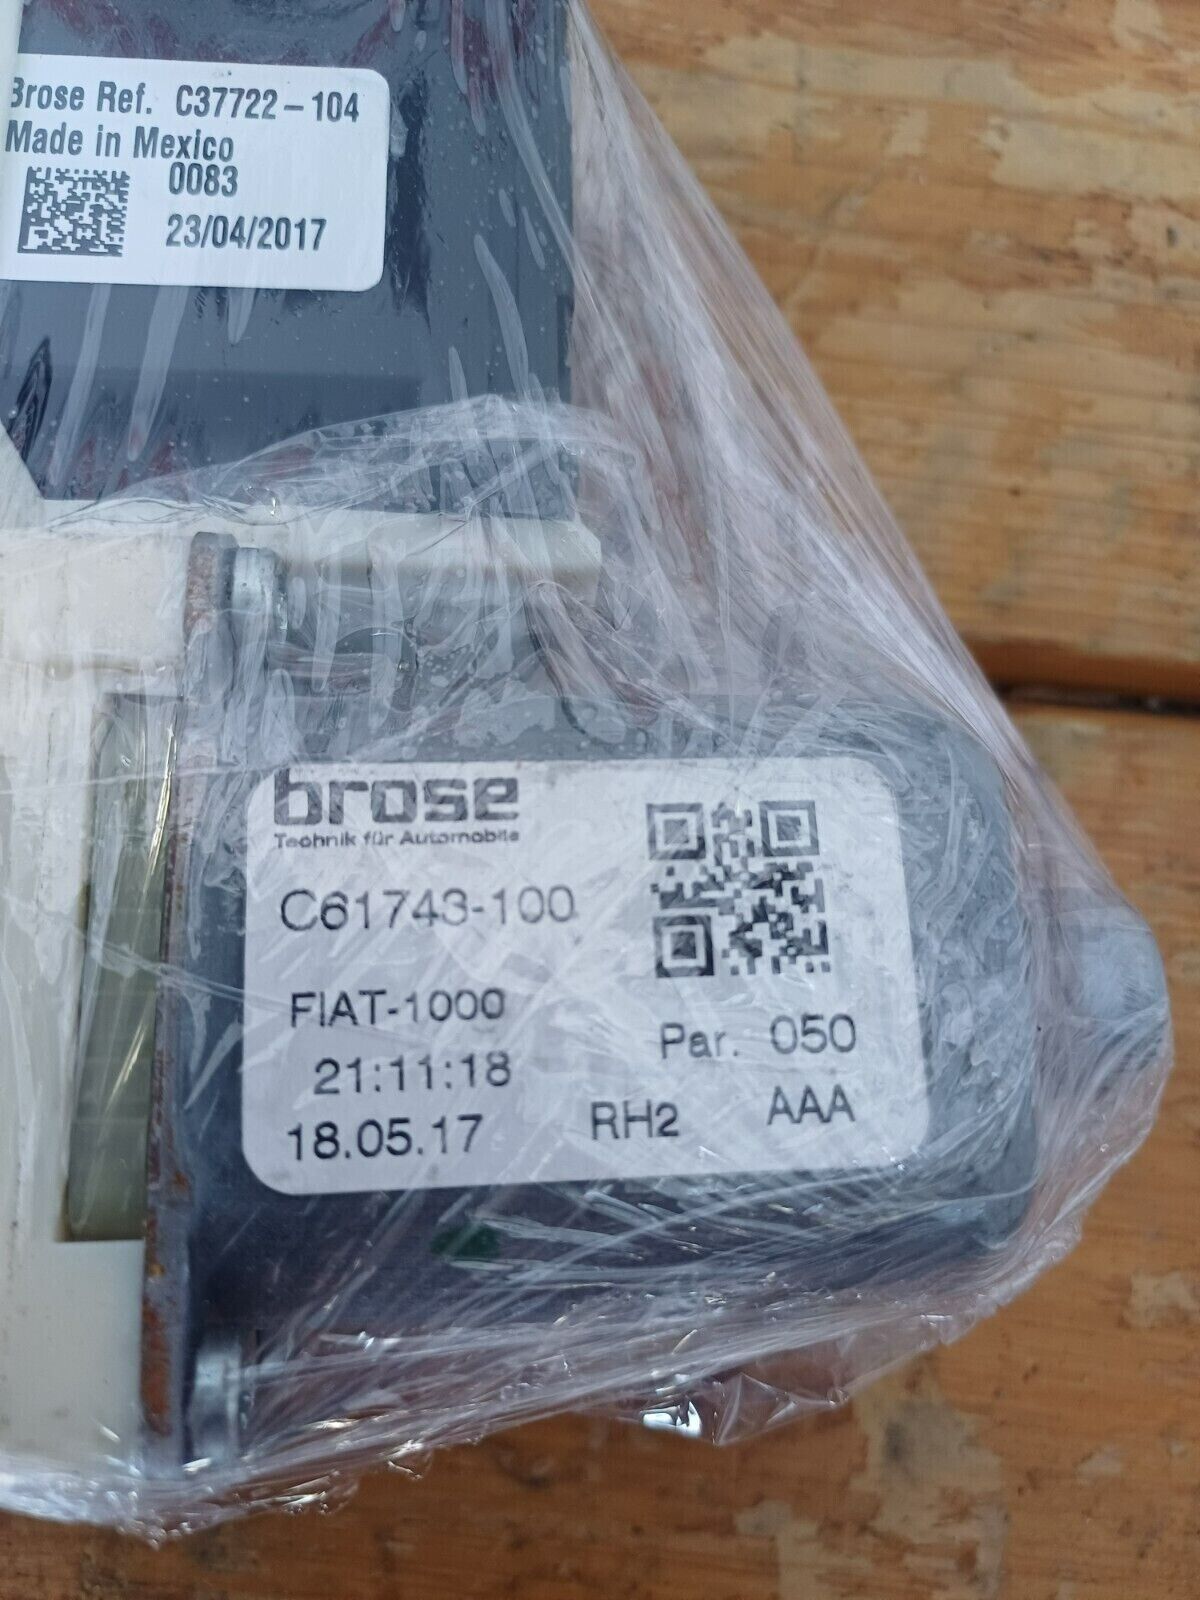 Brose Ref. C37722-104
Made in Mexico
0083
23/04/2017
brose
Technik für Automobile
C61743-100
FIAT-1000
Par. 050
21:11:18
18.05.17 RH2 AAA